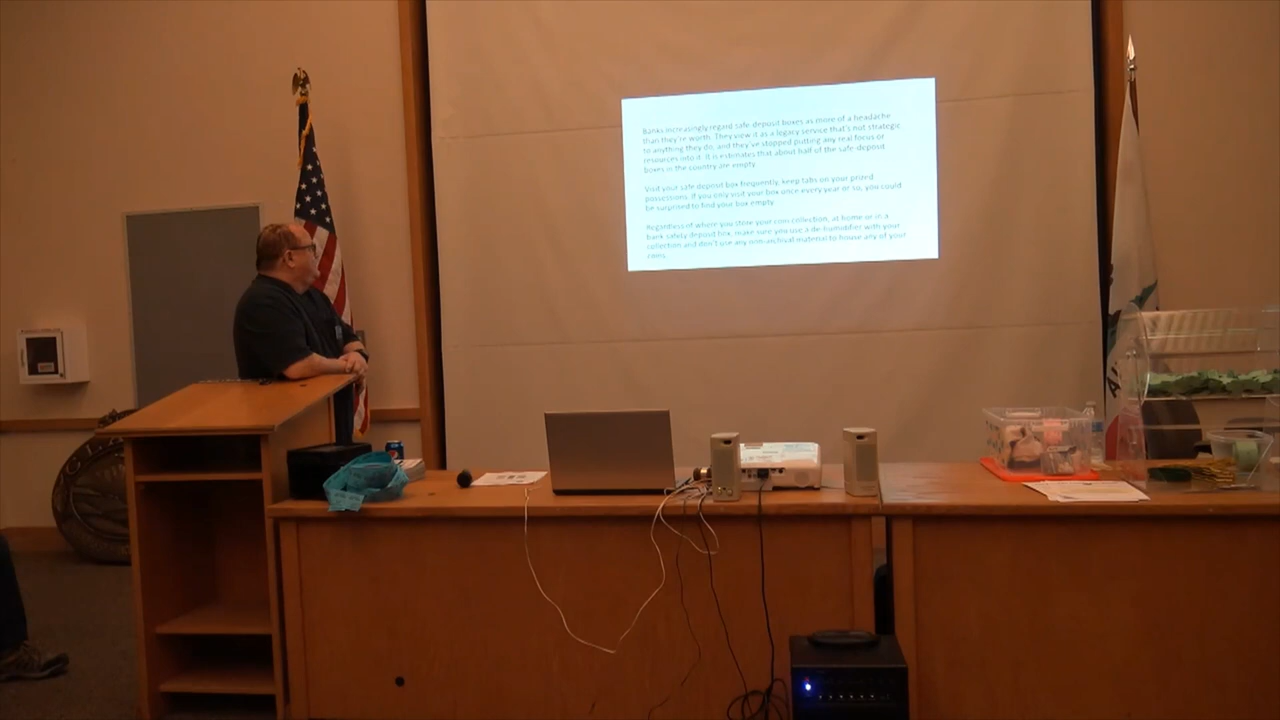 Banks increasingly regard safe-deposit boxes as more of a headache
than they're worth. They view it as a legacy service that's not strategic
to anything they do, and they've stopped putting any real focus or
resources into it. It is estimates that about half of the safe-deposit
boxes in the country are empty.
Visit your safe deposit box frequently, keep tabs on your prized
possessions. If you only visit your box once every year or so, you could
be surprised to find your box empty.
Regardless of where you store your coin collection, at home or in a
bank safety deposit box, make sure you use a de-humidifier with your
collection and don't use any non-archival material to house any of your
coins.